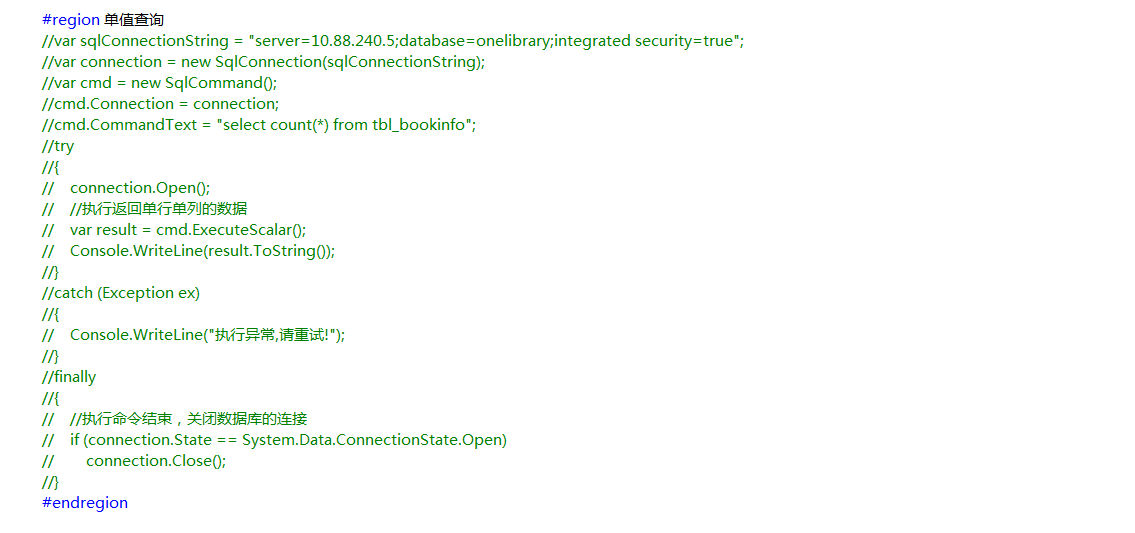 #region 单值查询
//var sqlConnectionString = "server=10.88.240.5;database=onelibrary;integrated security=true";
//var connection = new SqlConnection(sqlConnectionString);
//var cmd = new SqlCommand();
//cmd.Connection = connection;
//cmd.CommandText = "select count(*) from tbl_bookinfo";
//try
//{
//    connection.Open();
//    //执行返回单行单列的数据
//    var result = cmd.ExecuteScalar();
//    Console.WriteLine(result.ToString());
//}
//catch (Exception ex)
//{
//    Console.WriteLine("执行异常,请重试!");
//}
//finally
//{
//    //执行命令结束，关闭数据库的连接
//    if (connection.State == System.Data.ConnectionState.Open)
//        connection.Close();
//}
#endregion